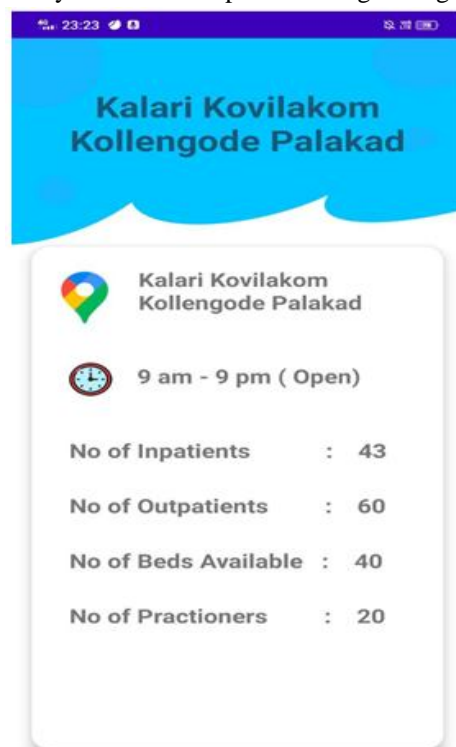 23:23
Kalari Kovilakom
Kollengode Palakad
Kalari Kovilakom
Kollengode Palakad
9 am - 9 pm ( Open)
No of Inpatients : 43
No of Outpatients : 60
No of Beds Available : 40
No of Practioners : 20